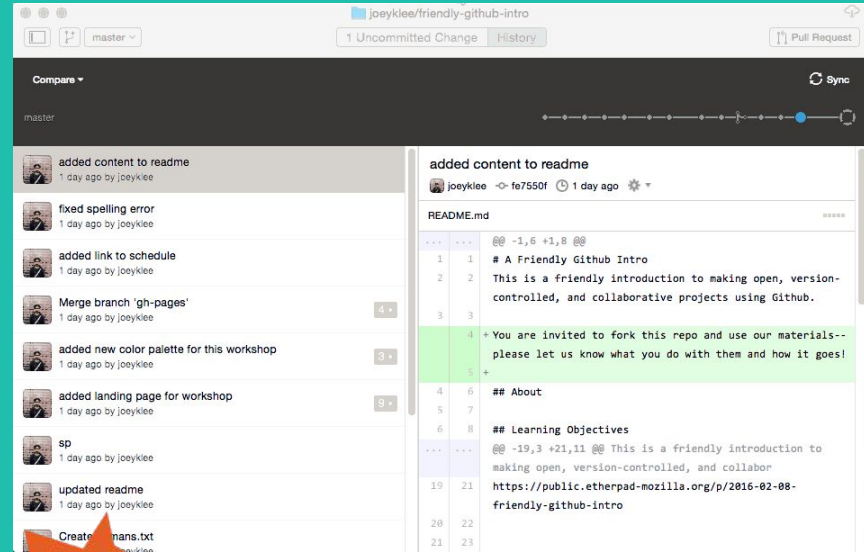 joeyklee/friendly-github-intro
master
1 Uncommitted Change
History
Pull Request
Compare
Sync
master
added content to readme
1 day ago by joeyklee
fixed spelling error
1 day ago by joeyklee
added link to schedule
1 day ago by joeyklee
Merge branch 'gh-pages'
1 day ago by joeyklee
4
added new color palette for this workshop
1 day ago by joeyklee
3
added landing page for workshop
1 day ago by joeyklee
9
sp
1 day ago by joeyklee
updated readme
1 day ago by joeyklee
added content to readme
joeyklee fe7550f 1 day ago
README.md
... ... @@ -1,6 +1,8 @@
1 1 # A Friendly Github Intro
2 2 This is a friendly introduction to making open, version-
controlled, and collaborative projects using Github.
3 3
4 + You are invited to fork this repo and use our materials--
please let us know what you do with them and how it goes!
5 +
4 6 ## About
5 7
6 8 ## Learning Objectives
... ... @@ -19,3 +21,11 @@ This is a friendly introduction to
making open, version-controlled, and collabor
19 21 https://public.etherpad-mozilla.org/p/2016-02-08-
friendly-github-intro
20 22
21 23